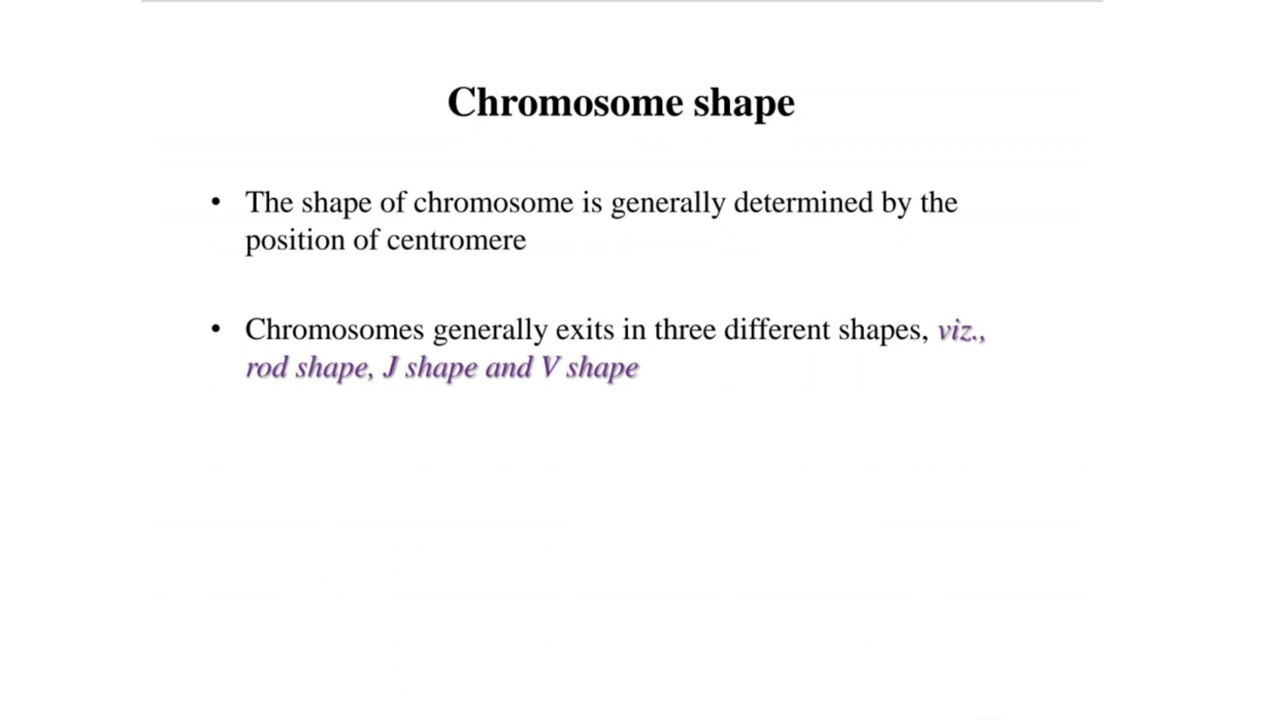 Chromosome shape
• The shape of chromosome is generally determined by the
position of centromere
• Chromosomes generally exits in three different shapes, viz.,
rod shape, J shape and V shape